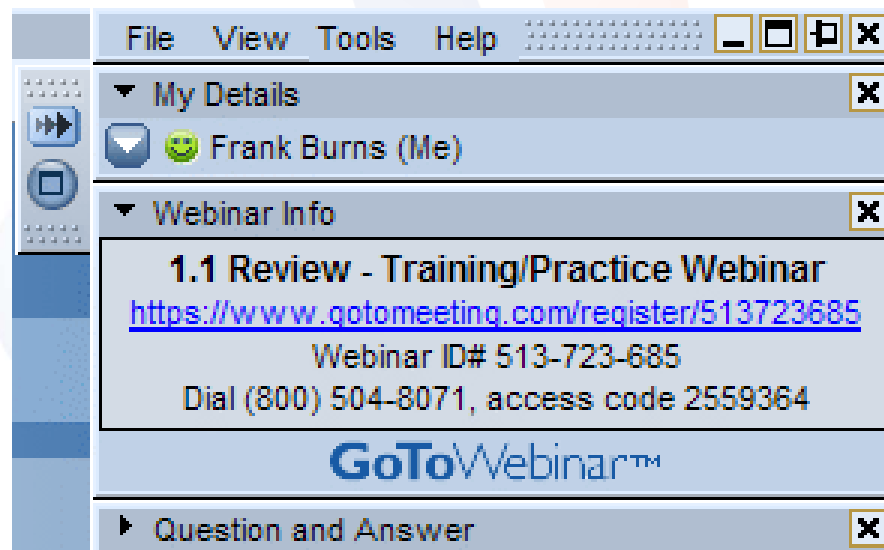 File View Tools Help
My Details
Frank Burns (Me)
Webinar Info
1.1 Review - Training/Practice Webinar
https://www.gotomeeting.com/register/513723685
Webinar ID# 513-723-685
Dial (800) 504-8071, access code 2559364
GoToWebinar™
Question and Answer